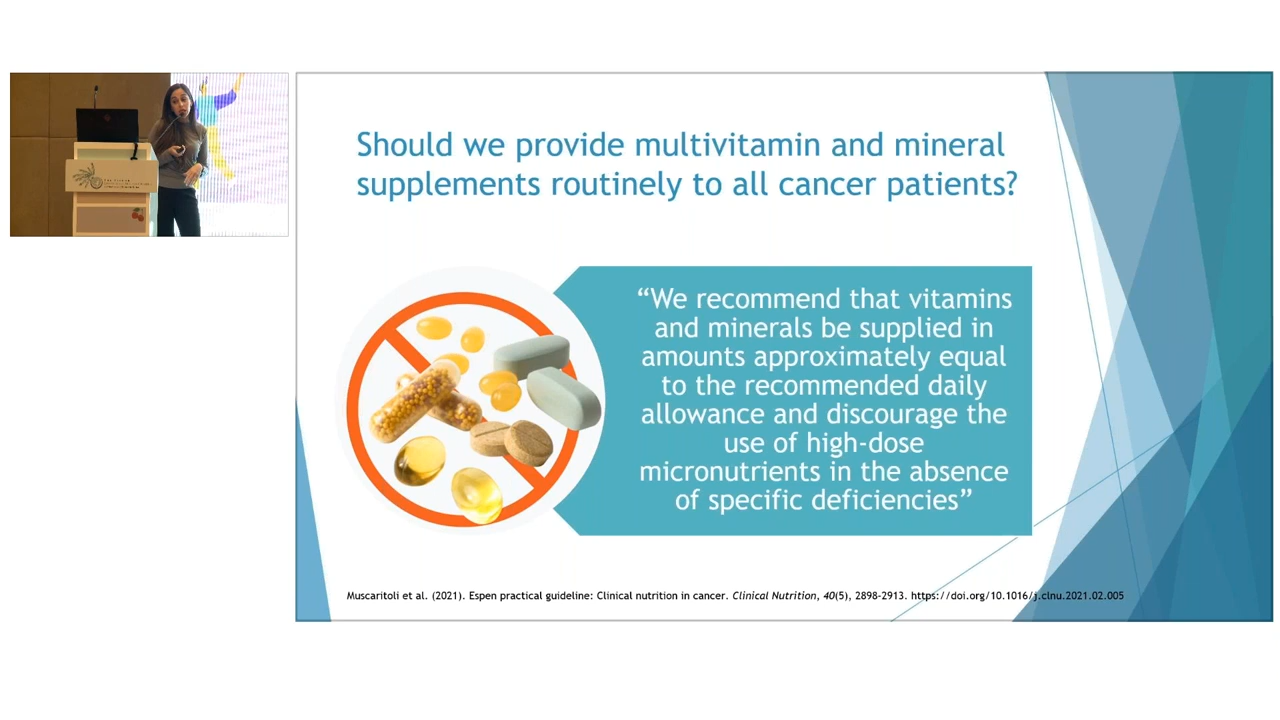 Should we provide multivitamin and mineral
supplements routinely to all cancer patients?
“We recommend that vitamins
and minerals be supplied in
amounts approximately equal
to the recommended daily
allowance and discourage the
use of high-dose
micronutrients in the absence
of specific deficiencies”
Muscaritoli et al. (2021). Espen practical guideline: Clinical nutrition in cancer. Clinical Nutrition, 40(5), 2898-2913. https://doi.org/10.1016/j.clnu.2021.02.005